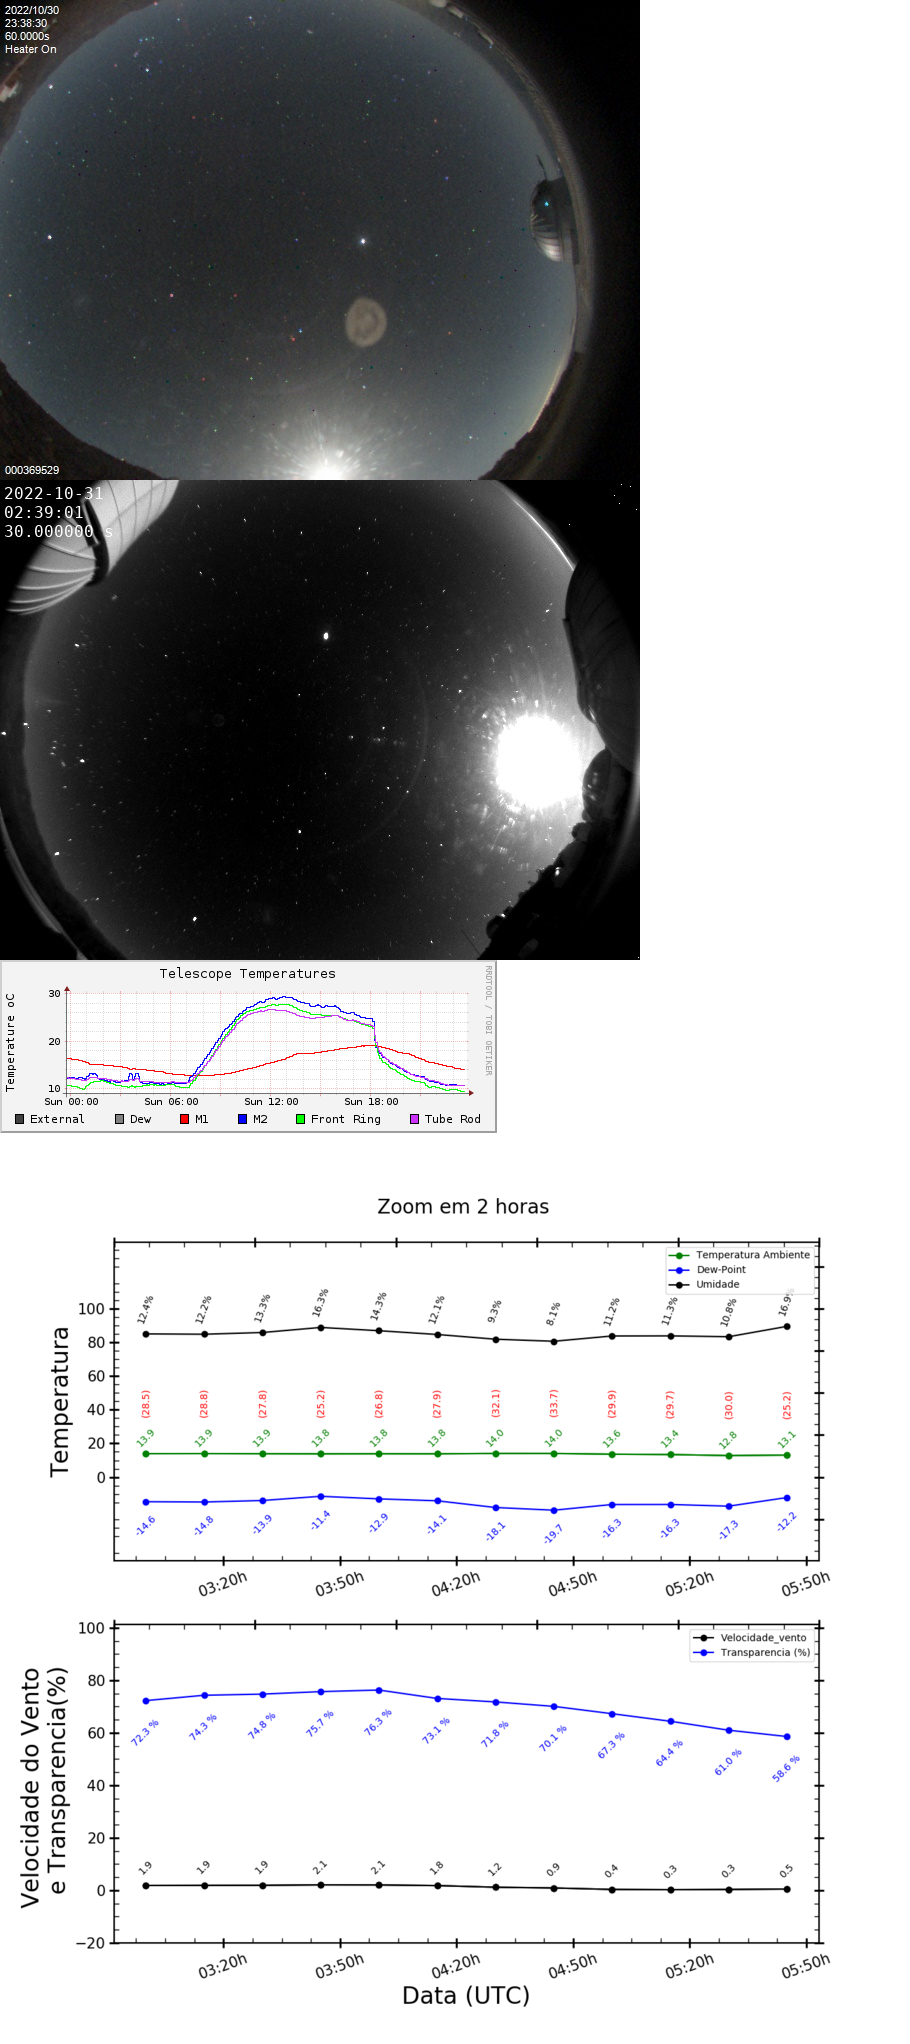 2022/10/30
23:38:30
60.0000s
Heater On
000369529
2022-10-31
02:39:01
30.000000 s
Telescope Temperatures
Temperature oC
RRDTOOL / TOBI OETIKER
30
20
10
Sun 00:00 Sun 06:00 Sun 12:00 Sun 18:00
External Dew M1 M2 Front Ring Tube Rod
Zoom em 2 horas
Temperatura Ambiente
Dew-Point
Umidade
Temperatura
100
80
60
40
20
0
12.4% 12.2% 13.3% 16.3% 14.3% 12.1% 9.3% 8.1% 11.2% 11.3% 10.8% 16.9%
(28.5) (28.8) (27.8) (25.2) (26.8) (27.9) (32.1) (33.7) (29.9) (29.7) (30.0) (25.2)
13.9 13.9 13.9 13.8 13.8 13.8 14.0 14.0 13.6 13.4 12.8 13.1
-14.6 -14.8 -13.9 -11.4 -12.9 -14.1 -18.1 -19.7 -16.3 -16.3 -17.3 -12.2
03:20h 03:50h 04:20h 04:50h 05:20h 05:50h
Velocidade_vento
Transparencia (%)
Velocidade do Vento
e Transparencia(%)
100
80
60
40
20
0
−20
72.3 % 74.3 % 74.8 % 75.7 % 76.3 % 73.1 % 71.8 % 70.1 % 67.3 % 64.4 % 61.0 % 58.6 %
1.9 1.9 1.9 2.1 2.1 1.8 1.2 0.9 0.4 0.3 0.3 0.5
03:20h 03:50h 04:20h 04:50h 05:20h 05:50h
Data (UTC)